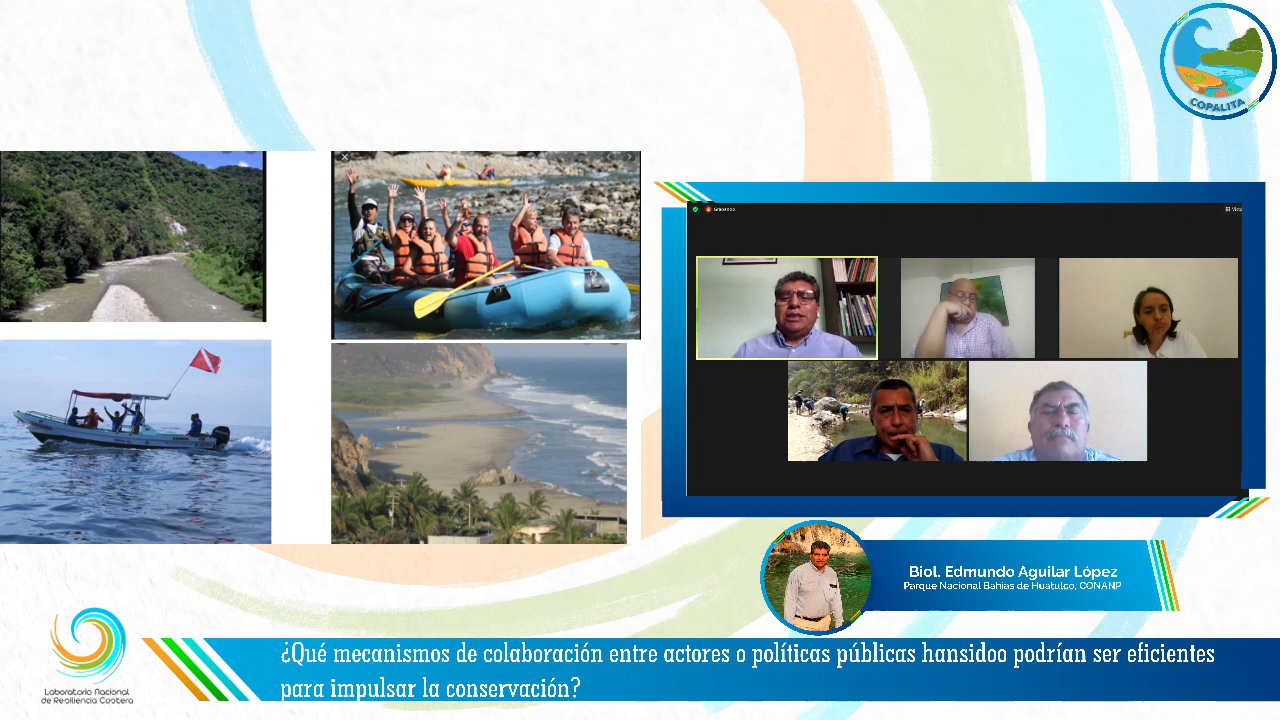 COPALITA
Grabando
Biol. Edmundo Aguilar López
Parque Nacional Bahías de Huatulco, CONANP
¿Qué mecanismos de colaboración entre actores o políticas públicas hansidoo podrían ser eficientes
para impulsar la conservación?
Laboratorio Nacional
de Resiliencia Costera